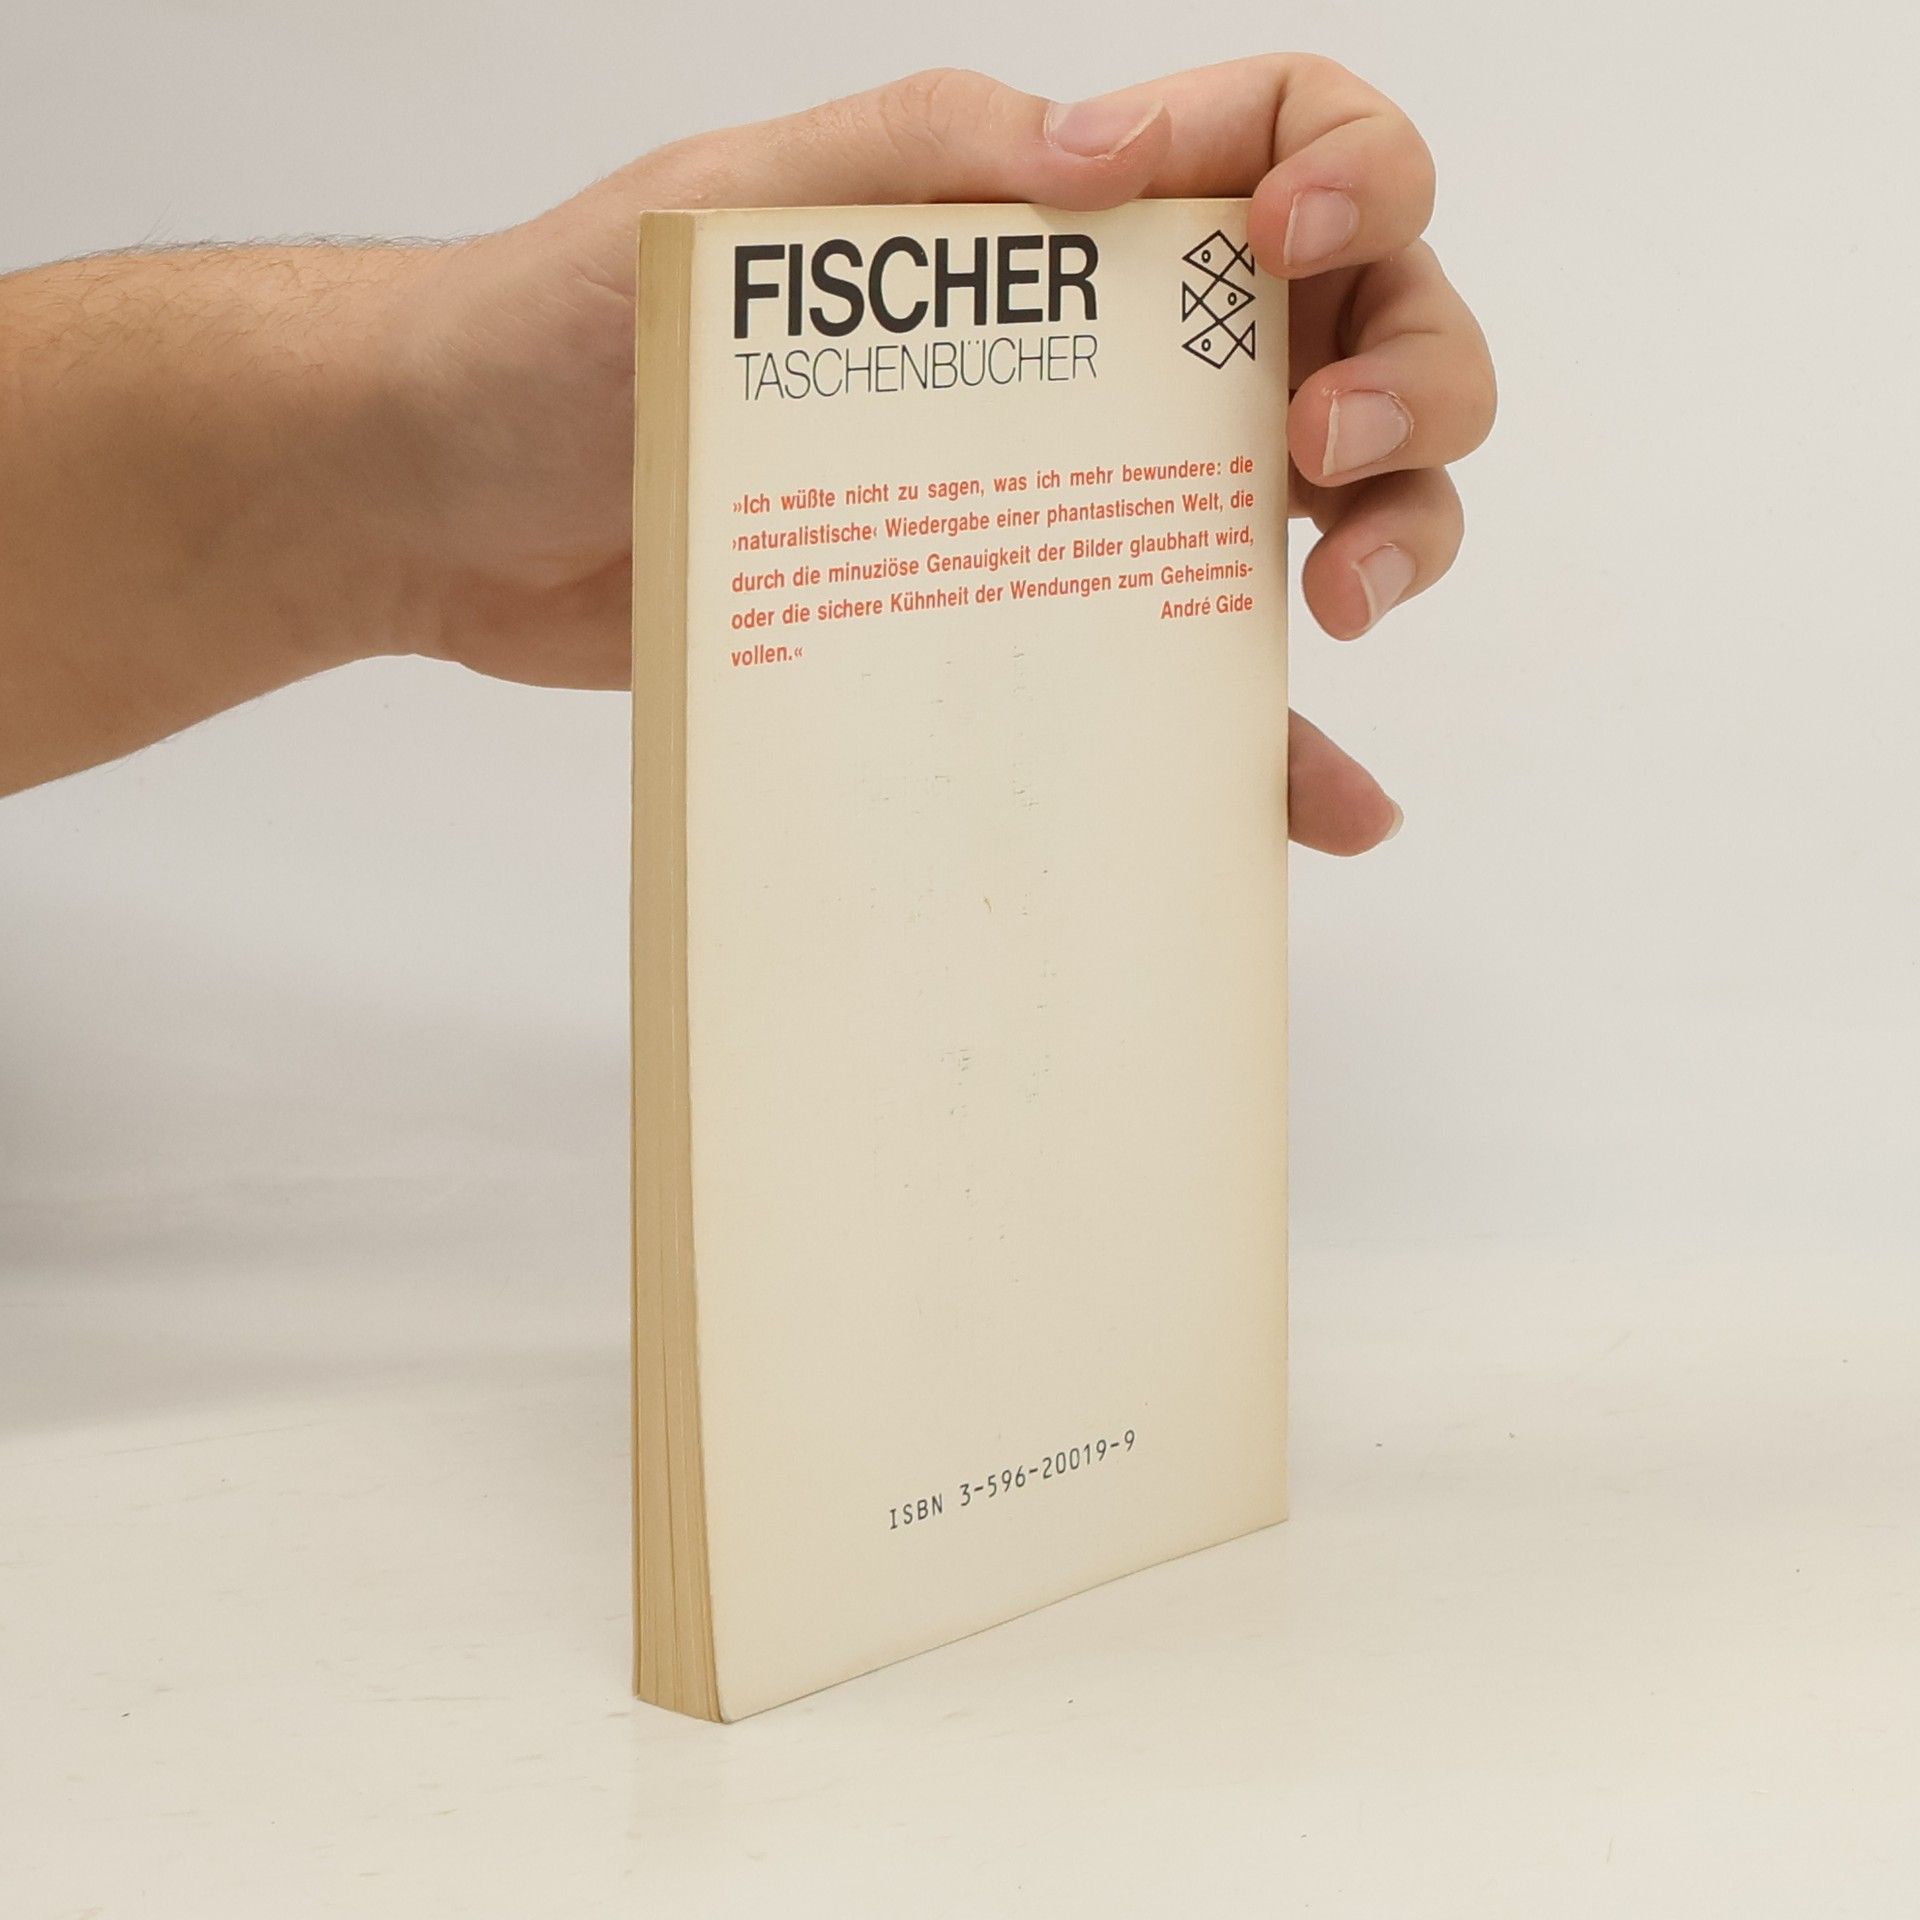 FISCHER
TASCHENBÜCHER
»Ich wüßte nicht zu sagen, was ich mehr bewundere: die
›naturalistische‹ Wiedergabe einer phantastischen Welt, die
durch die minuziöse Genauigkeit der Bilder glaubhaft wird,
oder die sichere Kühnheit der Wendungen zum Geheimnis-
vollen.«
André Gide
ISBN 3-596-20019-9